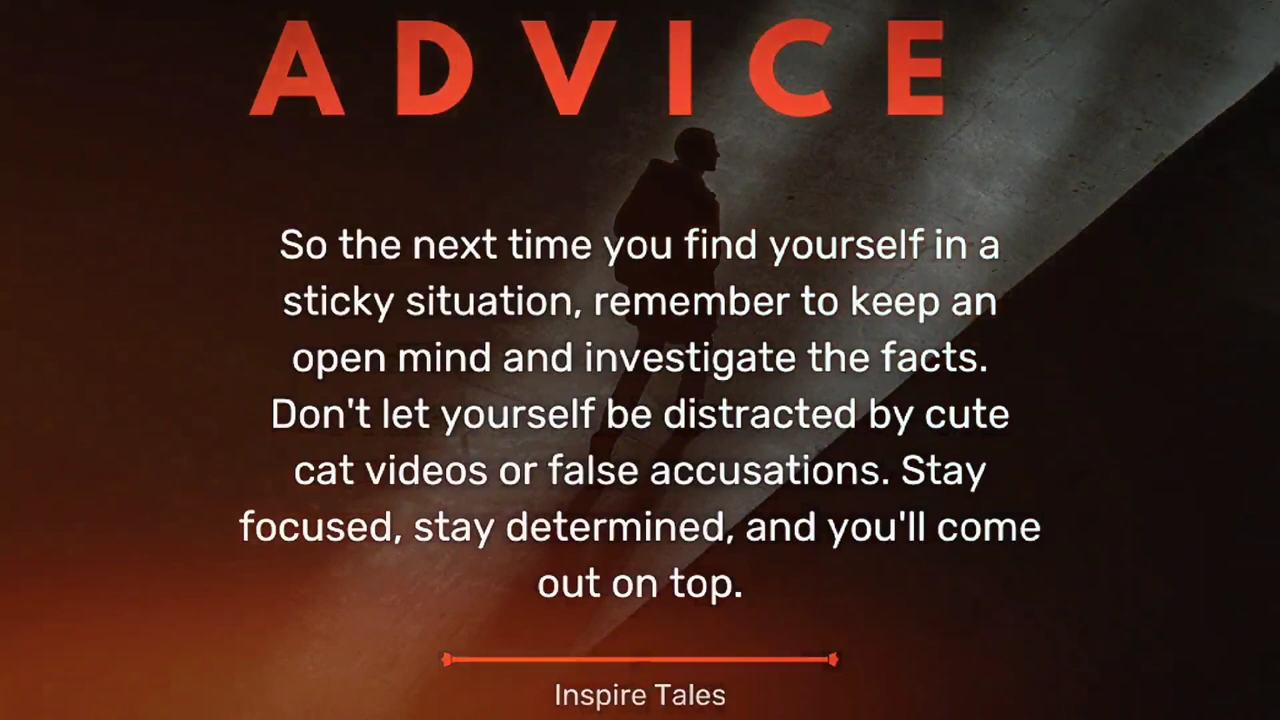 ADVICE
So the next time you find yourself in a
sticky situation, remember to keep an
open mind and investigate the facts.
Don't let yourself be distracted by cute
cat videos or false accusations. Stay
focused, stay determined, and you'll come
out on top.
Inspire Tales